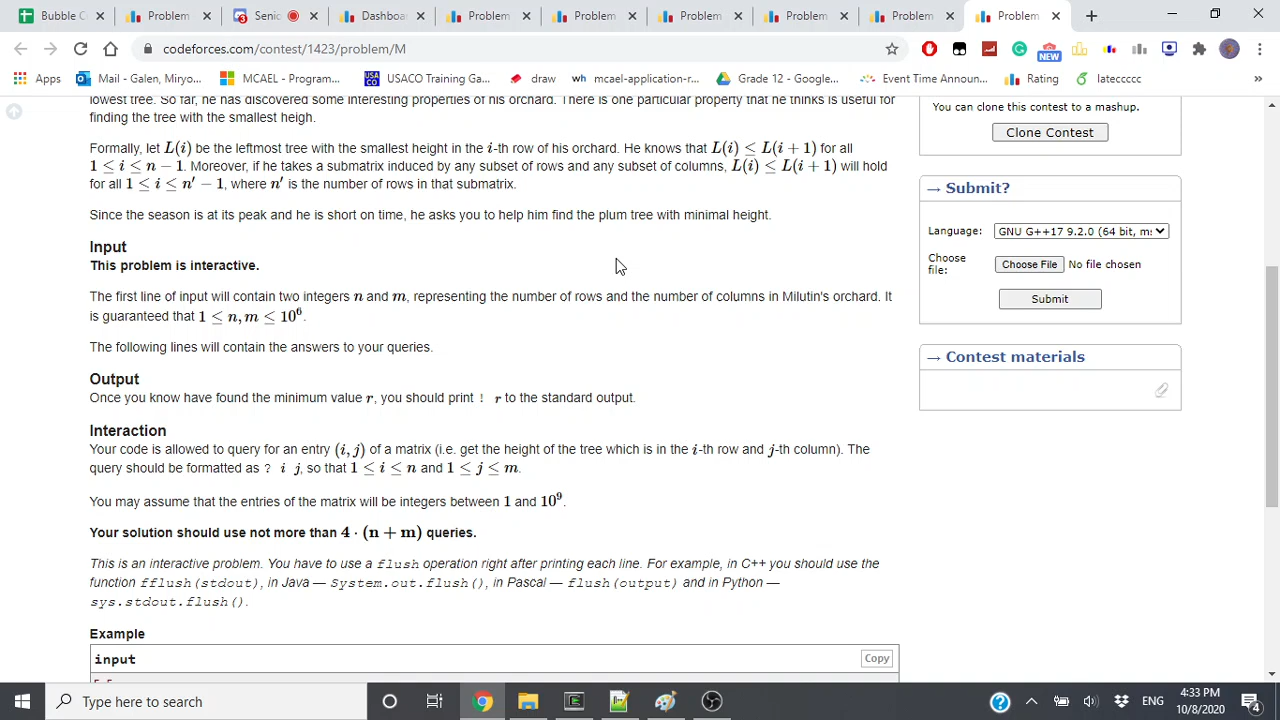 Bubble C
Problem
Senio
Dashboa
Problem
Problem
Problem
Problem
Problem
Problem
codeforces.com/contest/1423/problem/M
NEW
Apps
Mail - Galen, Miryo...
MCAEL - Program...
USACO Training Ga...
draw
wh mcael-application-r...
Grade 12 - Google...
Event Time Announ...
Rating
lateccccc
»
lowest tree. So far, he has discovered some interesting properties of his orchard. There is one particular property that he thinks is useful for
finding the tree with the smallest heigh.
Formally, let L(i) be the leftmost tree with the smallest height in the i-th row of his orchard. He knows that L(i) ≤ L(i + 1) for all
1 ≤ i ≤ n − 1. Moreover, if he takes a submatrix induced by any subset of rows and any subset of columns, L(i) ≤ L(i + 1) will hold
for all 1 ≤ i ≤ n′ − 1, where n′ is the number of rows in that submatrix.
Since the season is at its peak and he is short on time, he asks you to help him find the plum tree with minimal height.
Input
This problem is interactive.
The first line of input will contain two integers n and m, representing the number of rows and the number of columns in Milutin's orchard. It
is guaranteed that 1 ≤ n, m ≤ 10⁶.
The following lines will contain the answers to your queries.
Output
Once you know have found the minimum value r, you should print ! r to the standard output.
Interaction
Your code is allowed to query for an entry (i, j) of a matrix (i.e. get the height of the tree which is in the i-th row and j-th column). The
query should be formatted as ? i j, so that 1 ≤ i ≤ n and 1 ≤ j ≤ m.
You may assume that the entries of the matrix will be integers between 1 and 10⁹.
Your solution should use not more than 4 · (n + m) queries.
This is an interactive problem. You have to use a flush operation right after printing each line. For example, in C++ you should use the
function fflush(stdout), in Java — System.out.flush(), in Pascal — flush(output) and in Python —
sys.stdout.flush().
Example
input
Copy
You can clone this contest to a mashup.
Clone Contest
→ Submit?
Language:
GNU G++17 9.2.0 (64 bit, ms
Choose
file:
Choose File No file chosen
Submit
→ Contest materials
Type here to search
ENG
4:33 PM
10/8/2020
4